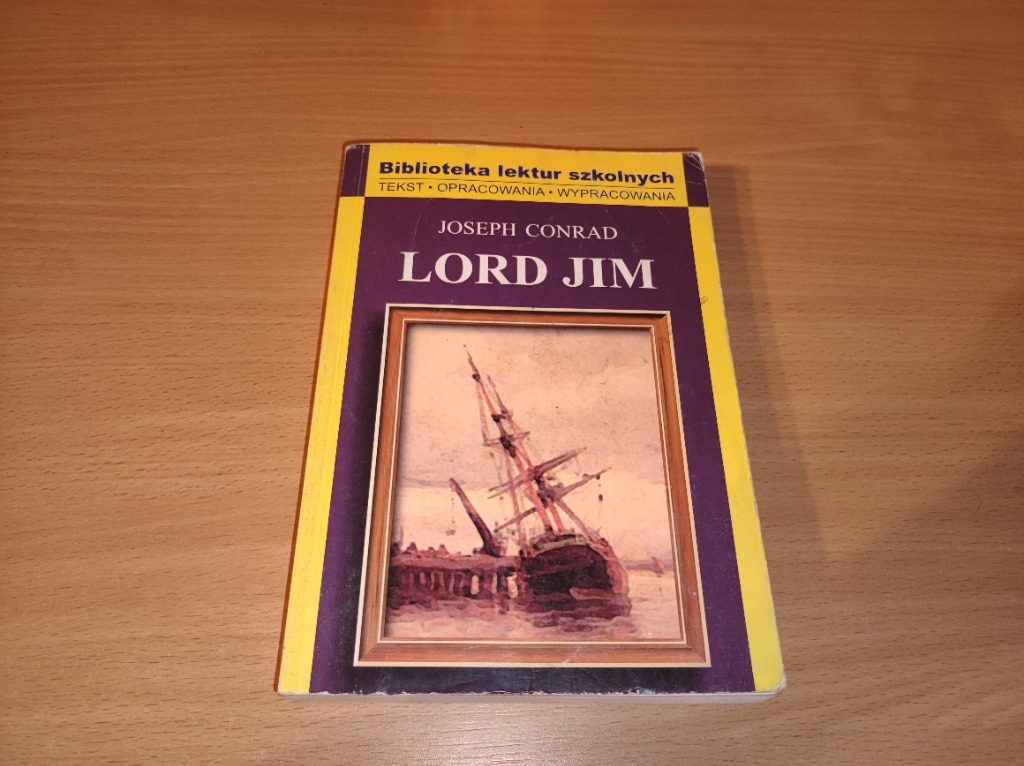 Biblioteka lektur szkolnych
TEKST • OPRACOWANIA • WYPRACOWANIA
JOSEPH CONRAD
LORD JIM